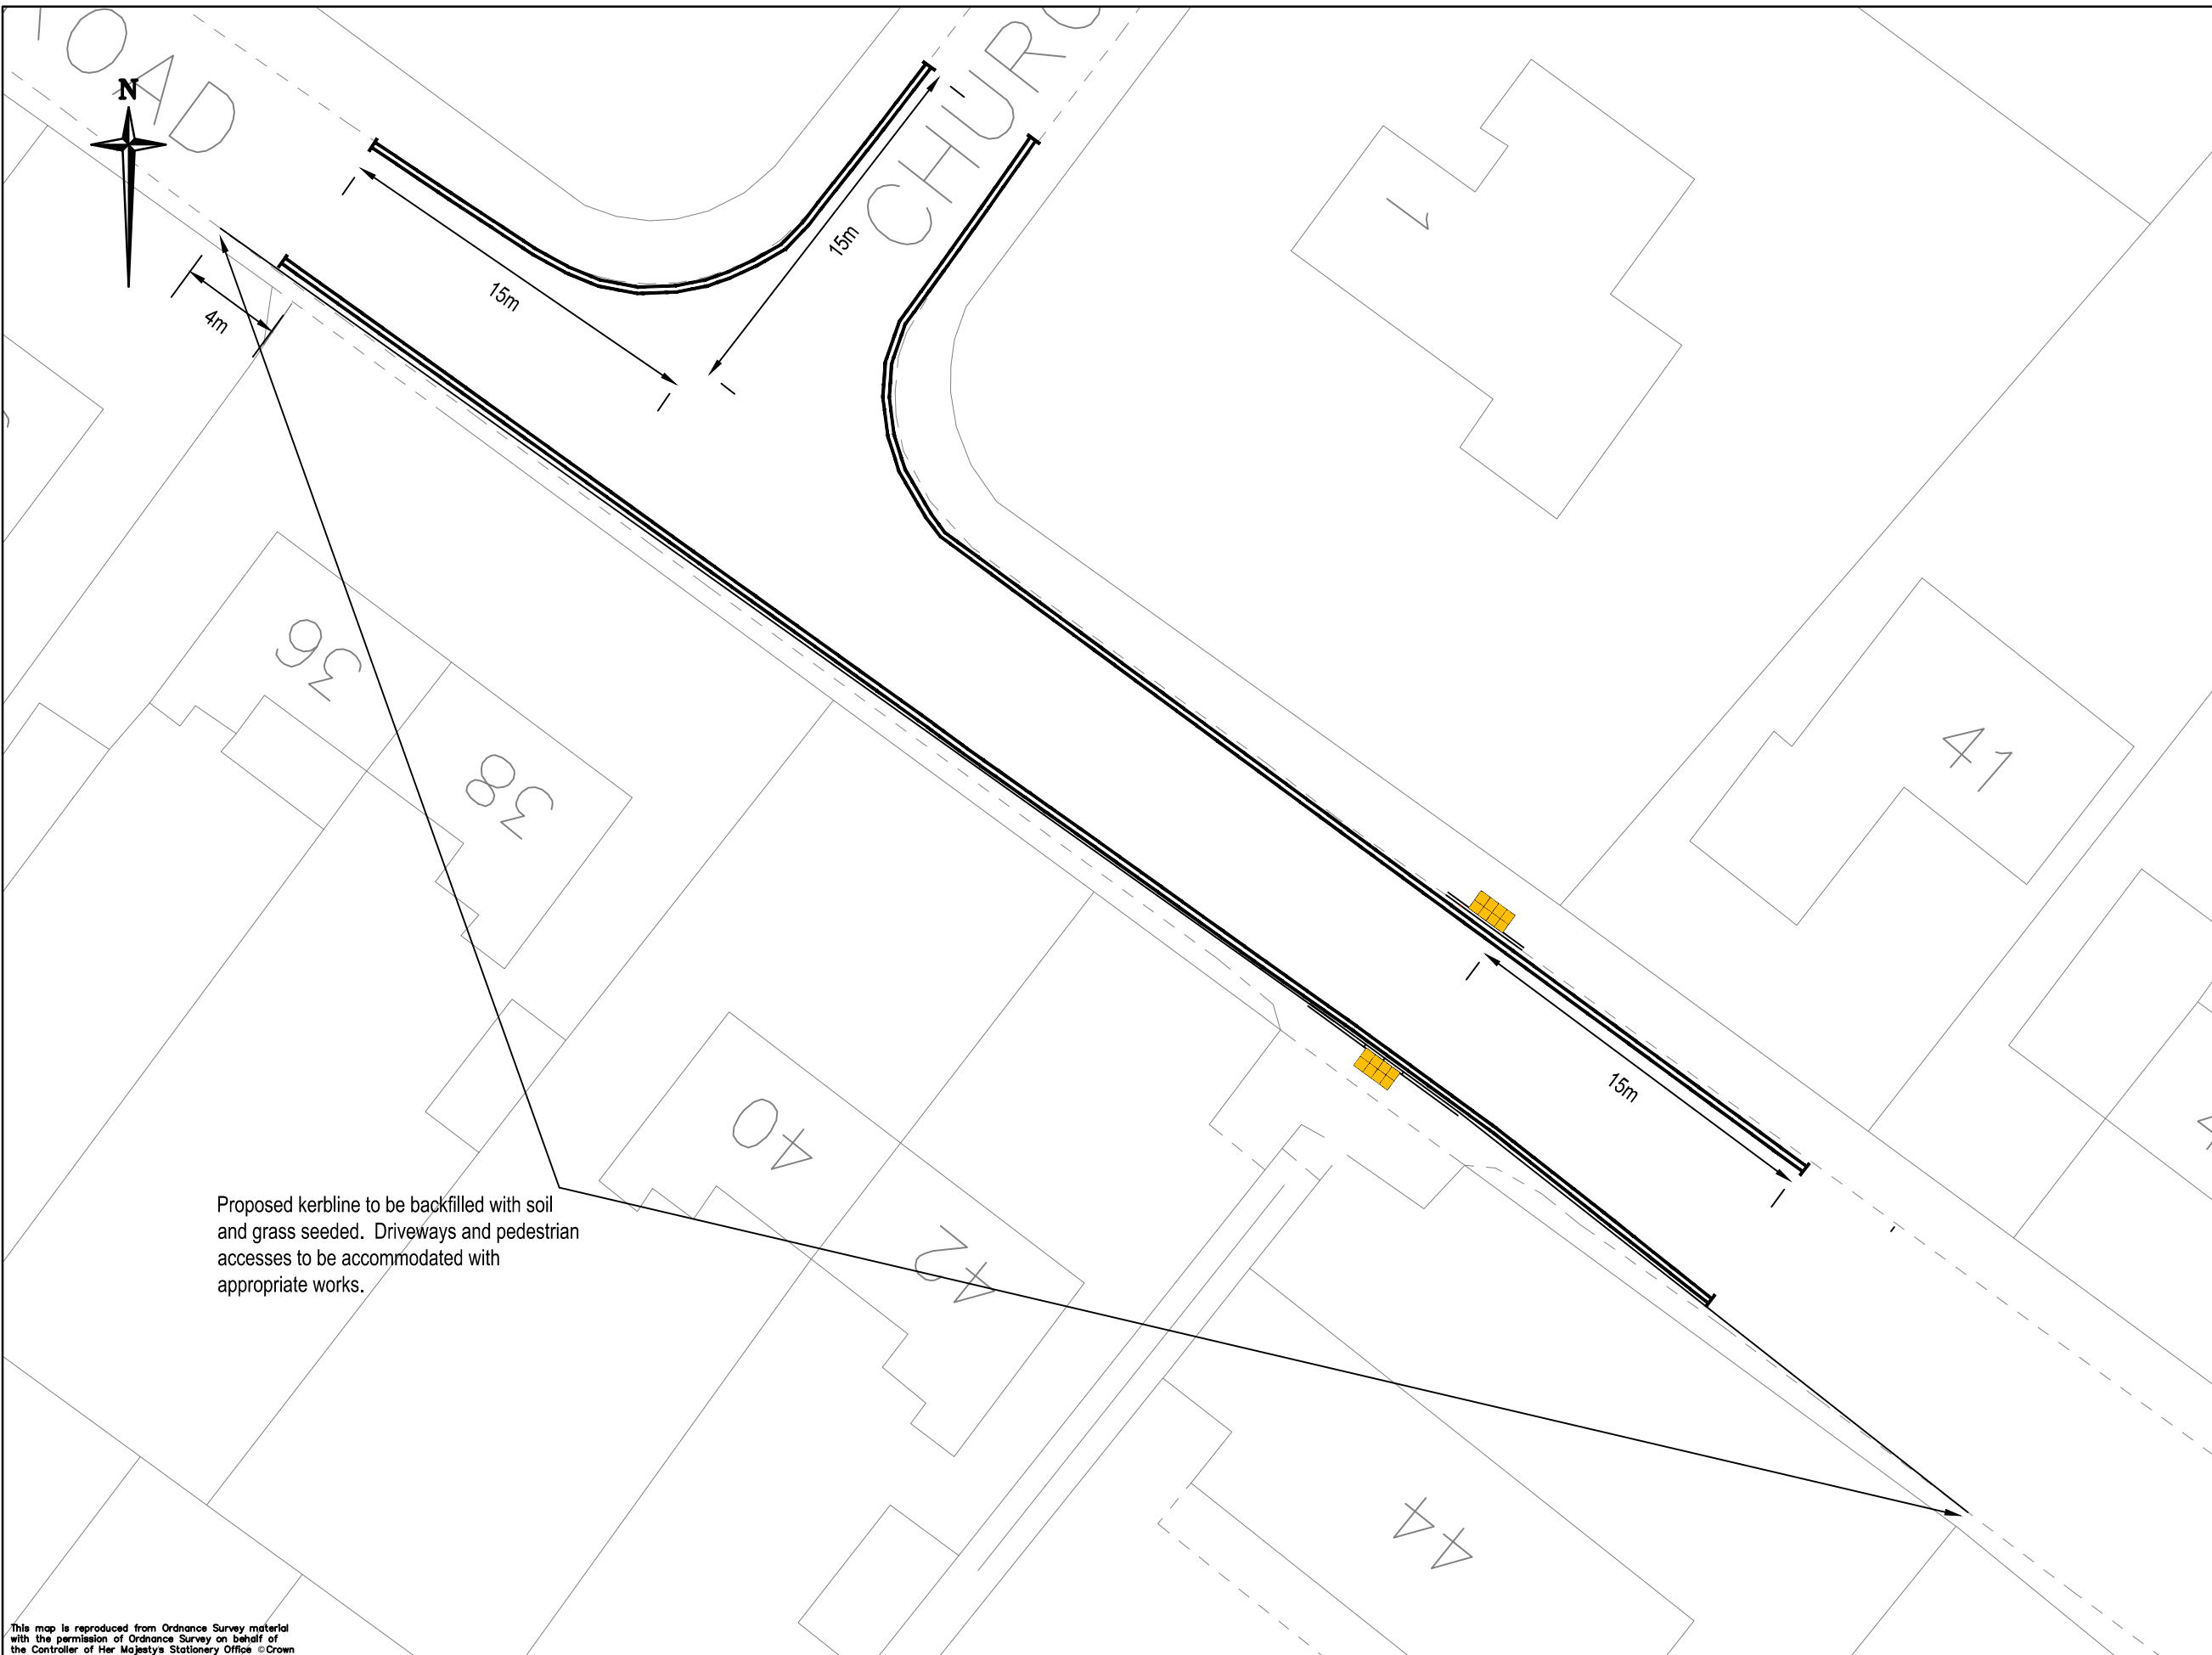 OAD
N
CHURC
1
15m
15m
4m
36
38
41
15m
40
42
Proposed kerbline to be backfilled with soil
and grass seeded. Driveways and pedestrian
accesses to be accommodated with
appropriate works.
44
This map is reproduced from Ordnance Survey material
with the permission of Ordnance Survey on behalf of
the Controller of Her Majesty's Stationery Office © Crown